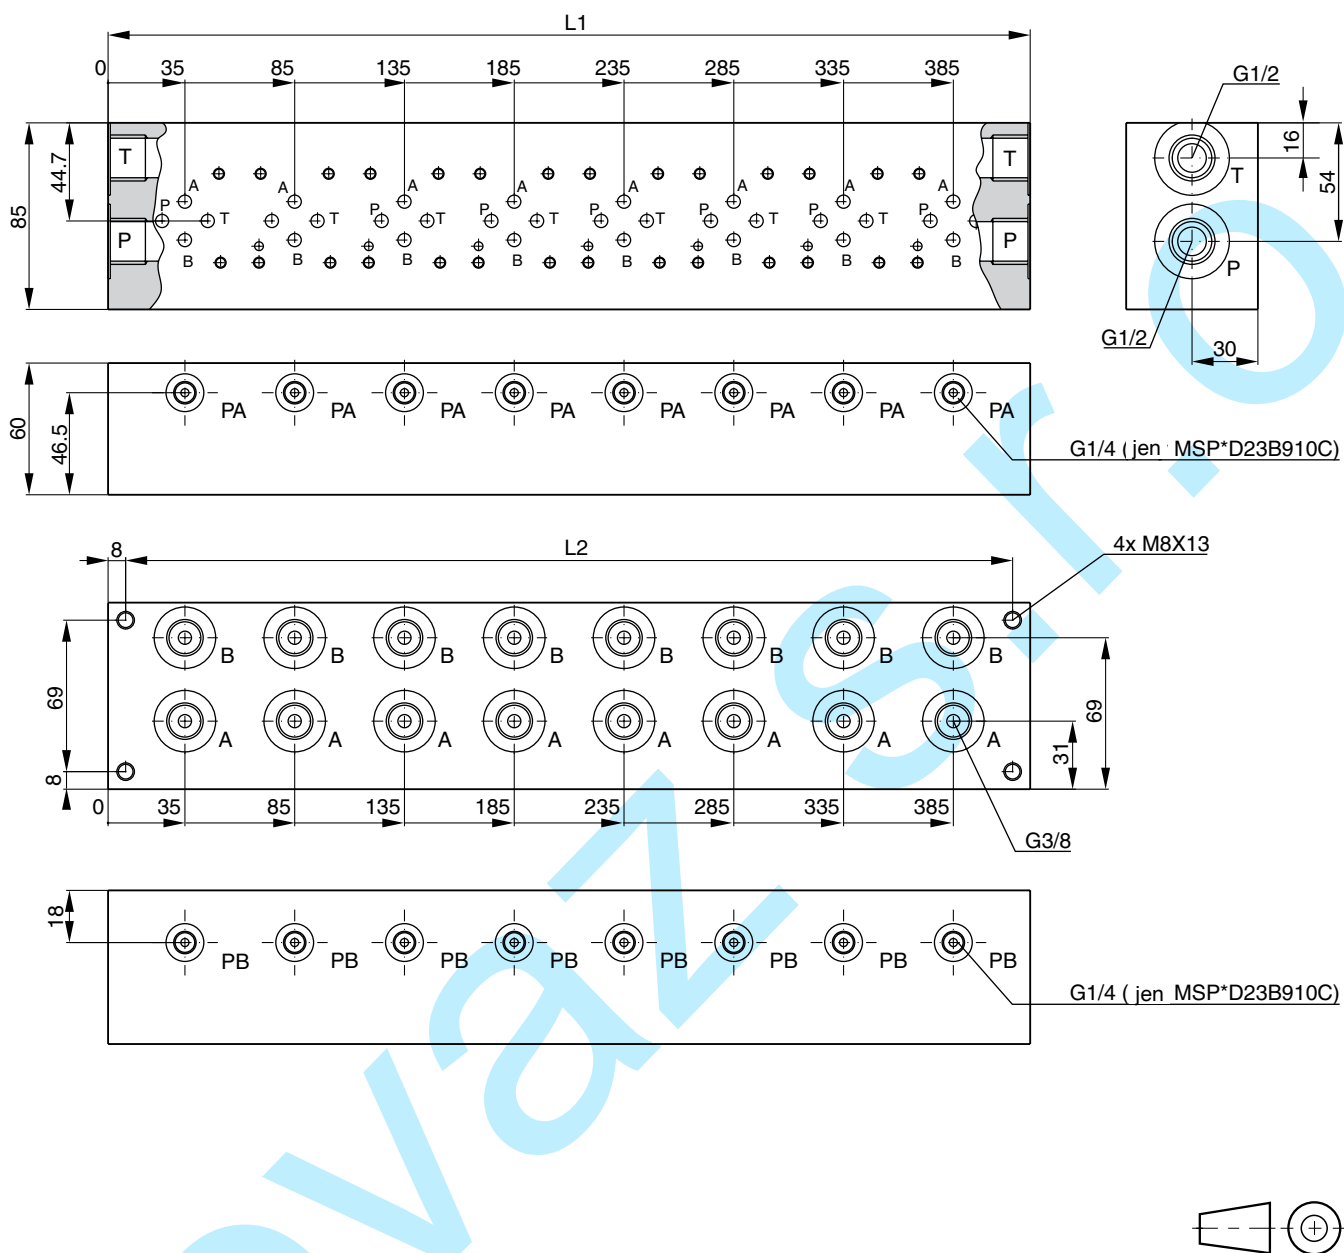 L1
0 35 85 135 185 235 285 335 385
G1/2
16
54
44.7
85
T T
A A A A A A A A
P T T P T P T P T P T P T P
P P
B B B B B B B B
T
P
G1/2
30
60
46.5
PA PA PA PA PA PA PA PA
G1/4 ( jen MSP*D23B910C)
8 L2
4x M8X13
B B B B B B B B
69
69
A A A A A A A A
31
8
0 35 85 135 185 235 285 335 385
G3/8
18
PB PB PB PB PB PB PB PB
G1/4 ( jen MSP*D23B910C)
vaz s.r.o